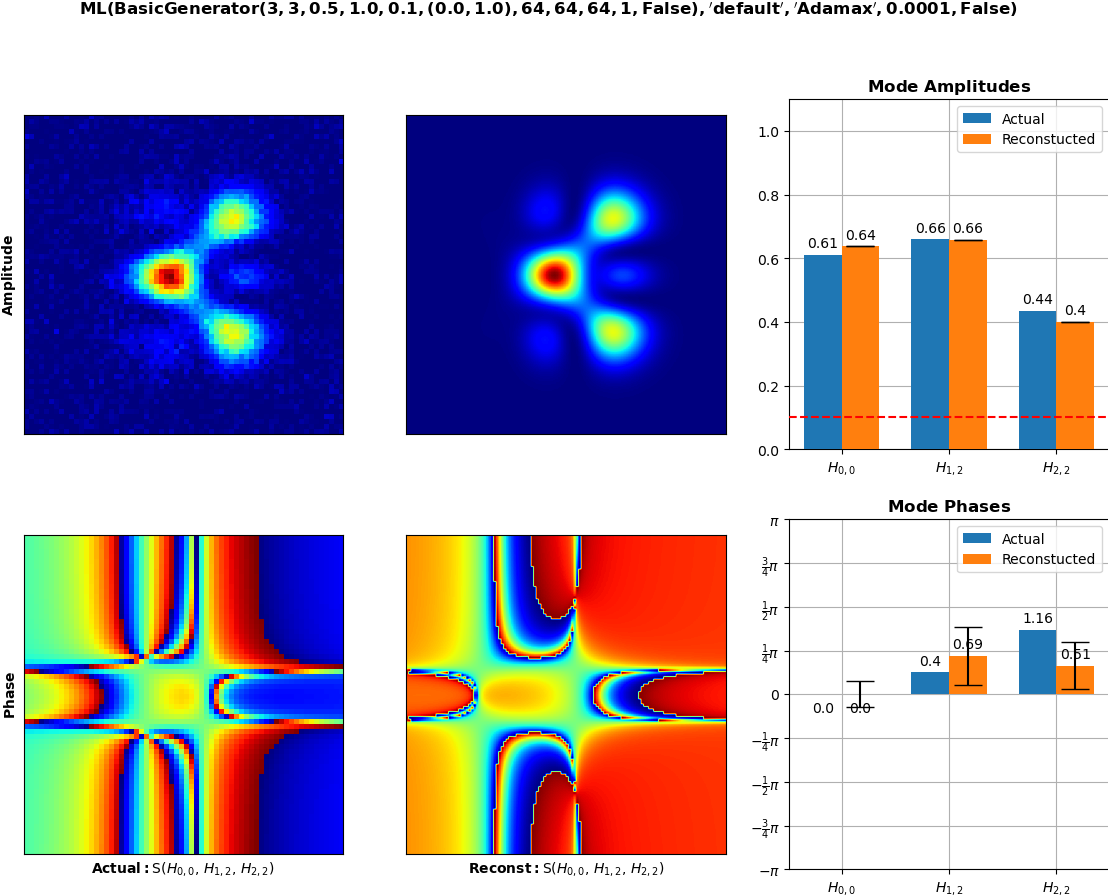 ML(BasicGenerator(3, 3, 0.5, 1.0, 0.1, (0.0, 1.0), 64, 64, 64, 1, False), ′default′, ′Adamax′, 0.0001, False)
Amplitude
Mode Amplitudes
Actual
Reconstucted
1.0
0.8
0.6
0.4
0.2
0.0
0.61
0.64
0.66
0.66
0.44
0.4
H0,0
H1,2
H2,2
Phase
Actual: S(H0,0, H1,2, H2,2)
Reconst: S(H0,0, H1,2, H2,2)
Mode Phases
Actual
Reconstucted
π
3/4π
1/2π
1/4π
0
−1/4π
−1/2π
−3/4π
−π
0.0
0.0
0.4
0.69
1.16
0.51
H0,0
H1,2
H2,2